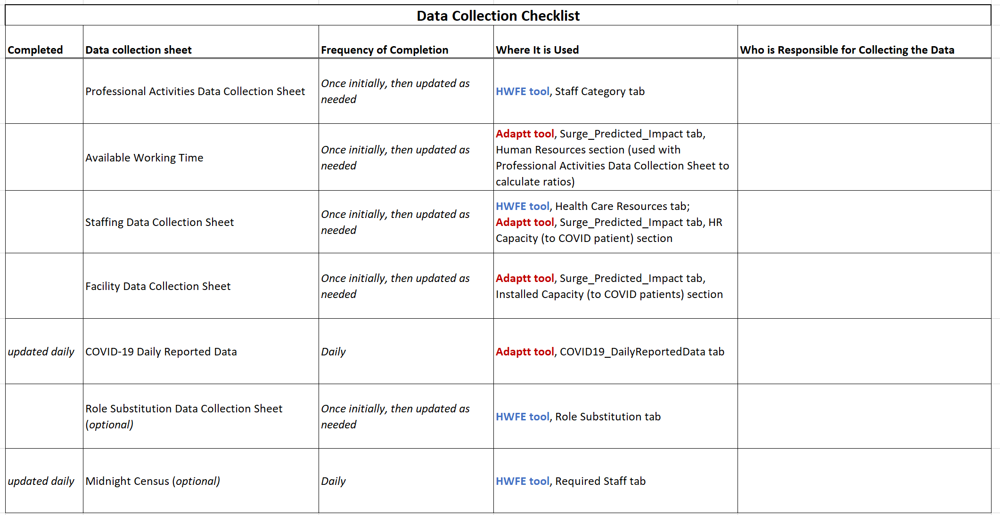 Data Collection Checklist
Completed
Data collection sheet
Frequency of Completion
Where It is Used
Who is Responsible for Collecting the Data
Professional Activities Data Collection Sheet
Once initially, then updated as
needed
HWFE tool, Staff Category tab
Available Working Time
Once initially, then updated as
needed
Adaptt tool, Surge_Predicted_Impact tab,
Human Resources section (used with
Professional Activities Data Collection Sheet to
calculate ratios)
Staffing Data Collection Sheet
Once initially, then updated as
needed
HWFE tool, Health Care Resources tab;
Adaptt tool, Surge_Predicted_Impact tab, HR
Capacity (to COVID patient) section
Facility Data Collection Sheet
Once initially, then updated as
needed
Adaptt tool, Surge_Predicted_Impact tab,
Installed Capacity (to COVID patients) section
updated daily
COVID-19 Daily Reported Data
Daily
Adaptt tool, COVID19_DailyReportedData tab
Role Substitution Data Collection Sheet
(optional)
Once initially, then updated as
needed
HWFE tool, Role Substitution tab
updated daily
Midnight Census (optional)
Daily
HWFE tool, Required Staff tab